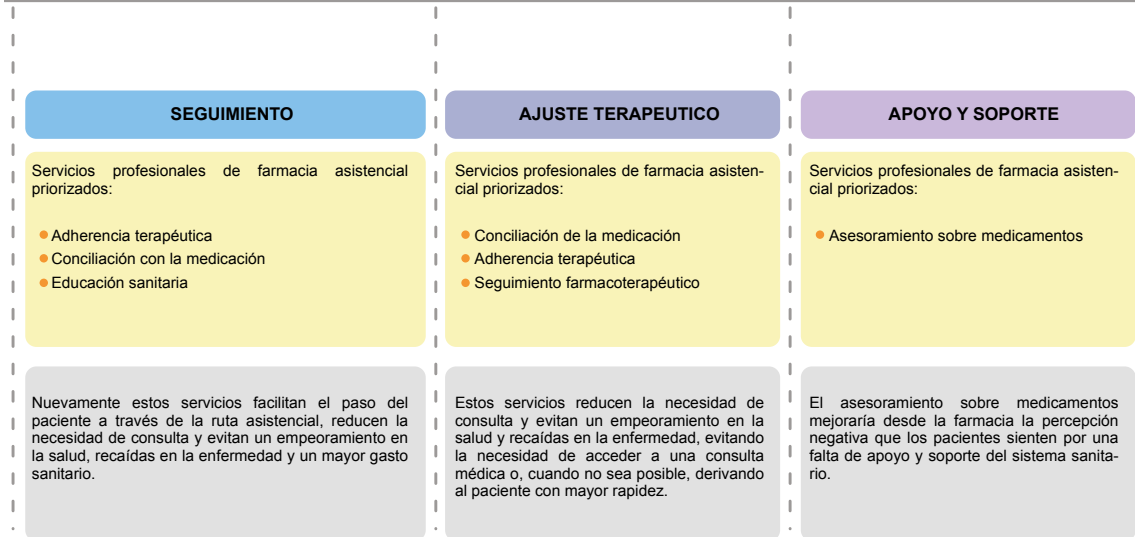 SEGUIMIENTO
Servicios profesionales de farmacia asistencial
priorizados:
Adherencia terapéutica
Conciliación con la medicación
Educación sanitaria
Nuevamente estos servicios facilitan el paso del
paciente a través de la ruta asistencial, reducen la
necesidad de consulta y evitan un empeoramiento en
la salud, recaídas en la enfermedad y un mayor gasto
sanitario.
AJUSTE TERAPEUTICO
Servicios profesionales de farmacia asisten-
cial priorizados:
Conciliación de la medicación
Adherencia terapéutica
Seguimiento farmacoterapéutico
Estos servicios reducen la necesidad de
consulta y evitan un empeoramiento en la
salud y recaídas en la enfermedad, evitando
la necesidad de acceder a una consulta
médica o, cuando no sea posible, derivando
al paciente con mayor rapidez.
APOYO Y SOPORTE
Servicios profesionales de farmacia asisten-
cial priorizados:
Asesoramiento sobre medicamentos
El asesoramiento sobre medicamentos
mejoraría desde la farmacia la percepción
negativa que los pacientes sienten por una
falta de apoyo y soporte del sistema sanita-
rio.